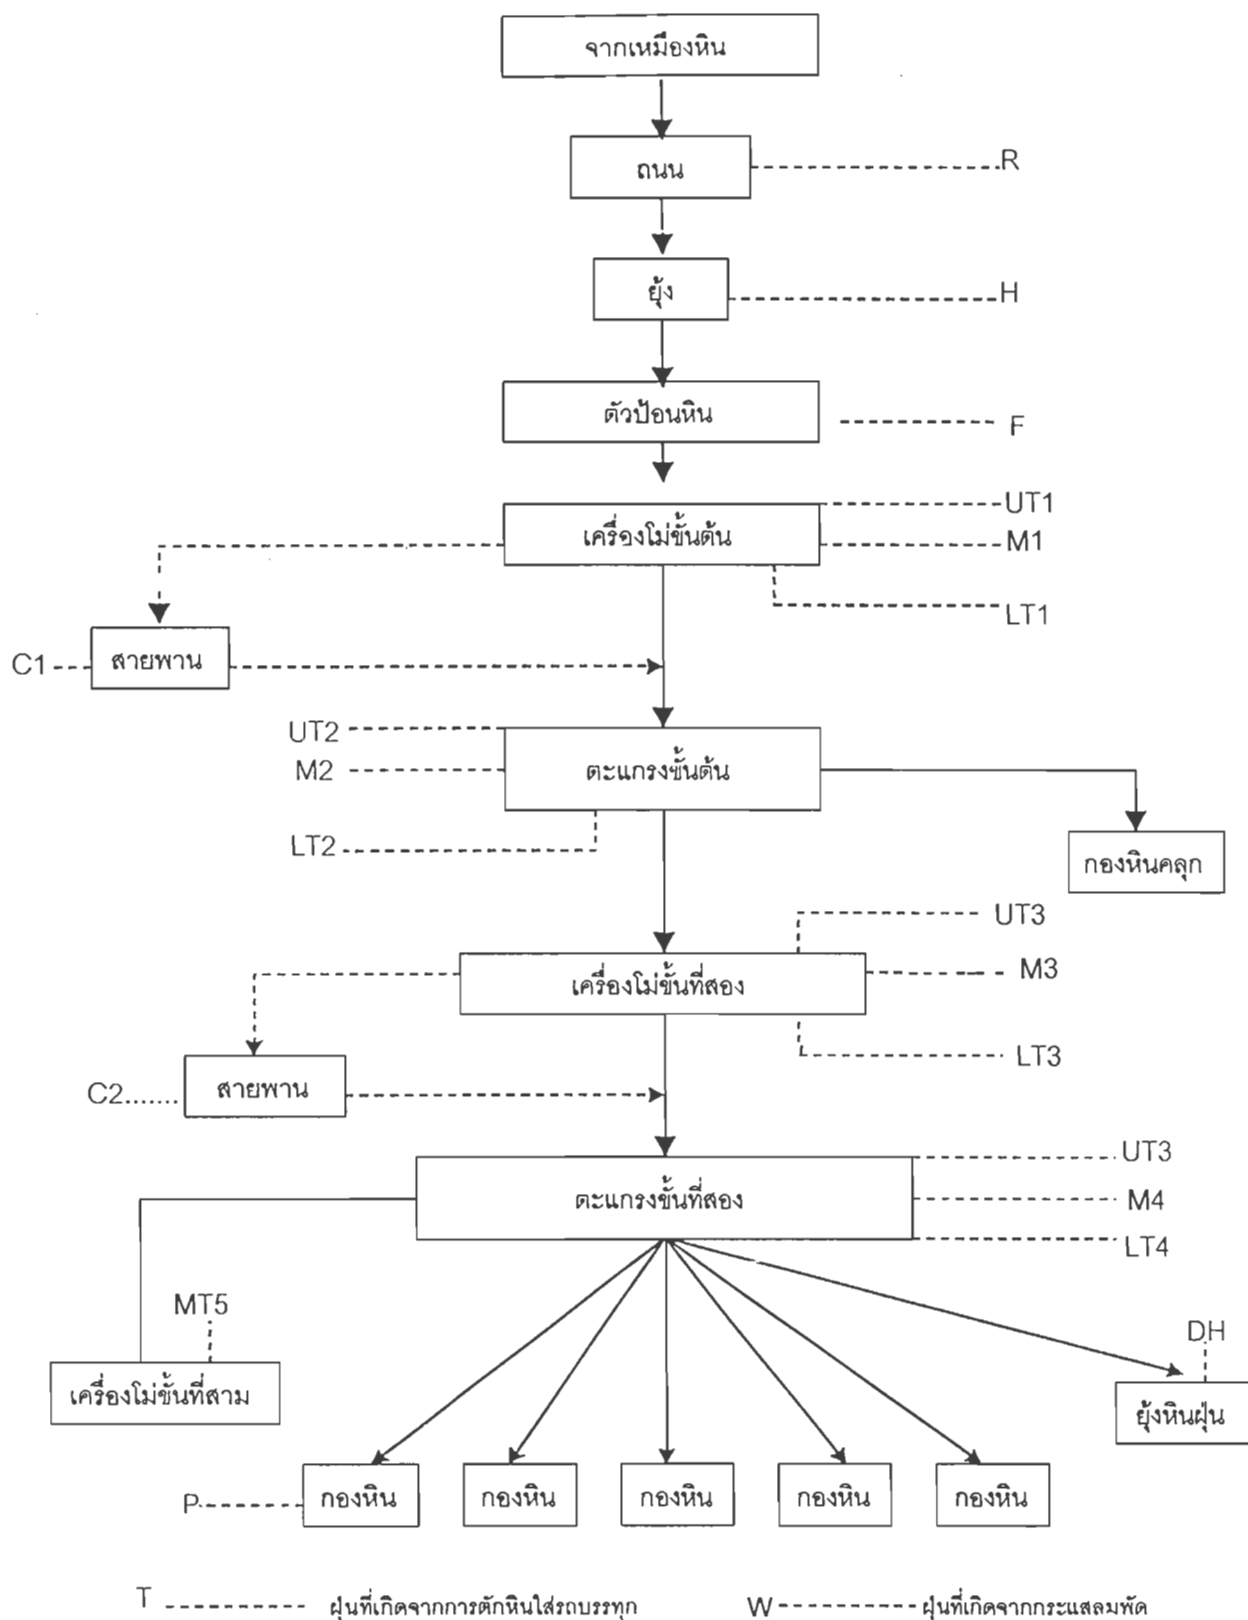 จากเหมืองหิน
ถนน
R
ยุ้ง
H
ตัวป้อนหิน
F
UT1
เครื่องโม่ขั้นต้น
M1
LT1
C1
สายพาน
UT2
M2
ตะแกรงขั้นต้น
LT2
กองหินคลุก
UT3
M3
เครื่องโม่ขั้นที่สอง
LT3
C2.......
สายพาน
UT3
ตะแกรงขั้นที่สอง
M4
LT4
MT5
DH
เครื่องโม่ขั้นที่สาม
ยุ้งหินฝุ่น
P
กองหิน
กองหิน
กองหิน
กองหิน
กองหิน
T ฝุ่นที่เกิดจากการตักหินใส่รถบรรทุก
W ฝุ่นที่เกิดจากกระแสลมพัด